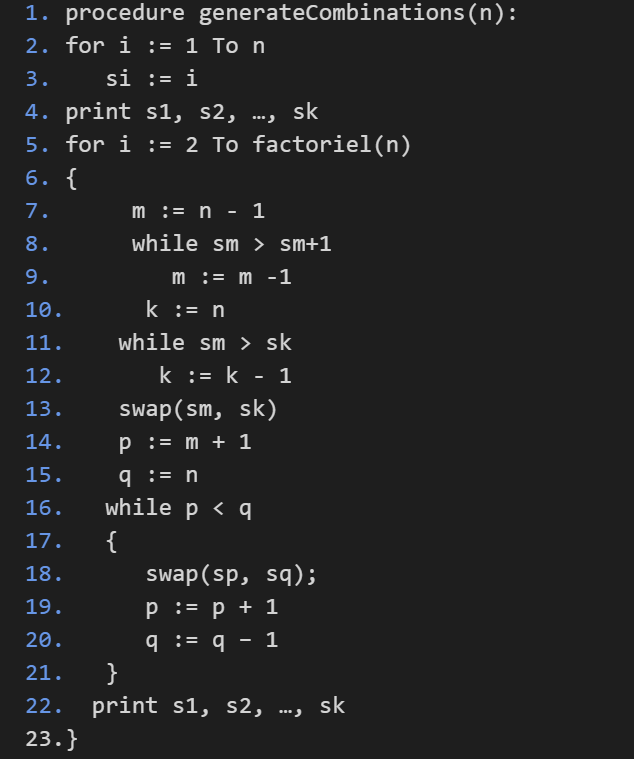 1. procedure generateCombinations(n):
2. for i := 1 To n
3. si := i
4. print s1, s2, …, sk
5. for i := 2 To factoriel(n)
6. {
7. m := n - 1
8. while sm > sm+1
9. m := m -1
10. k := n
11. while sm > sk
12. k := k - 1
13. swap(sm, sk)
14. p := m + 1
15. q := n
16. while p < q
17. {
18. swap(sp, sq);
19. p := p + 1
20. q := q – 1
21. }
22. print s1, s2, …, sk
23.}